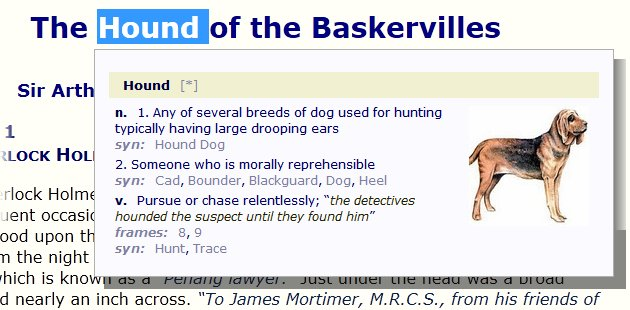 The Hound of the Baskervilles
Sir Arth
Hound [*]
n. 1. Any of several breeds of dog used for hunting
typically having large drooping ears
syn: Hound Dog
2. Someone who is morally reprehensible
syn: Cad, Bounder, Blackguard, Dog, Heel
v. Pursue or chase relentlessly; “the detectives
hounded the suspect until they found him”
frames: 8, 9
syn: Hunt, Trace
1
RLOCK HOL
erlock Holme
quent occasio
ood upon th
m the night
which is known as a “Penang lawyer.” Just under the head was a broad
d nearly an inch across. “To James Mortimer, M.R.C.S., from his friends of